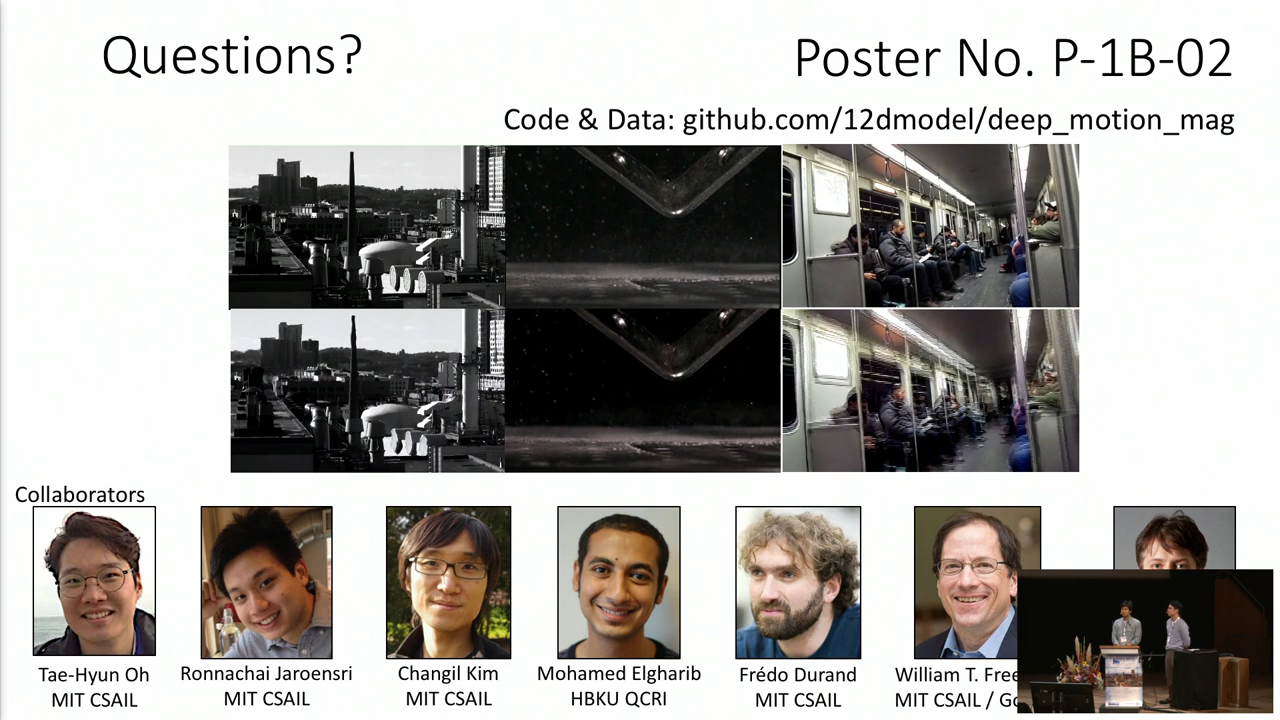 Questions?
Poster No. P-1B-02
Code & Data: github.com/12dmodel/deep_motion_mag
Collaborators
Tae-Hyun Oh
MIT CSAIL
Ronnachai Jaroensri
MIT CSAIL
Changil Kim
MIT CSAIL
Mohamed Elgharib
HBKU QCRI
Frédo Durand
MIT CSAIL
William T.
MIT CSAIL /